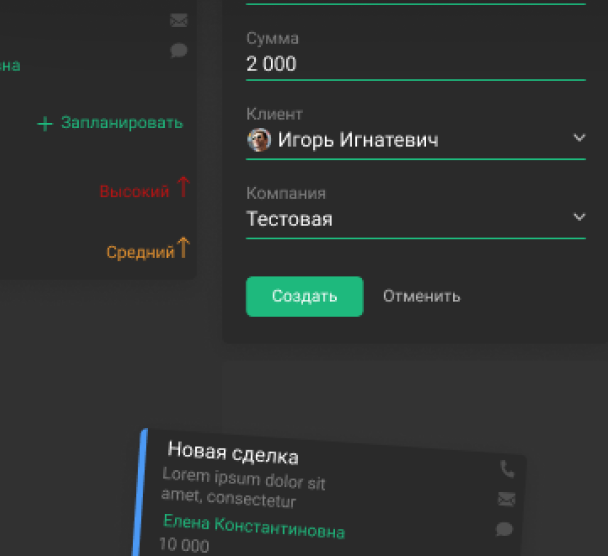 Запланировать
Высокий
Средний
Сумма
2 000
Клиент
Игорь Игнатевич
Компания
Тестовая
Создать
Отменить
Новая сделка
Lorem ipsum dolor sit
amet, consectetur
Елена Константиновна
10 000